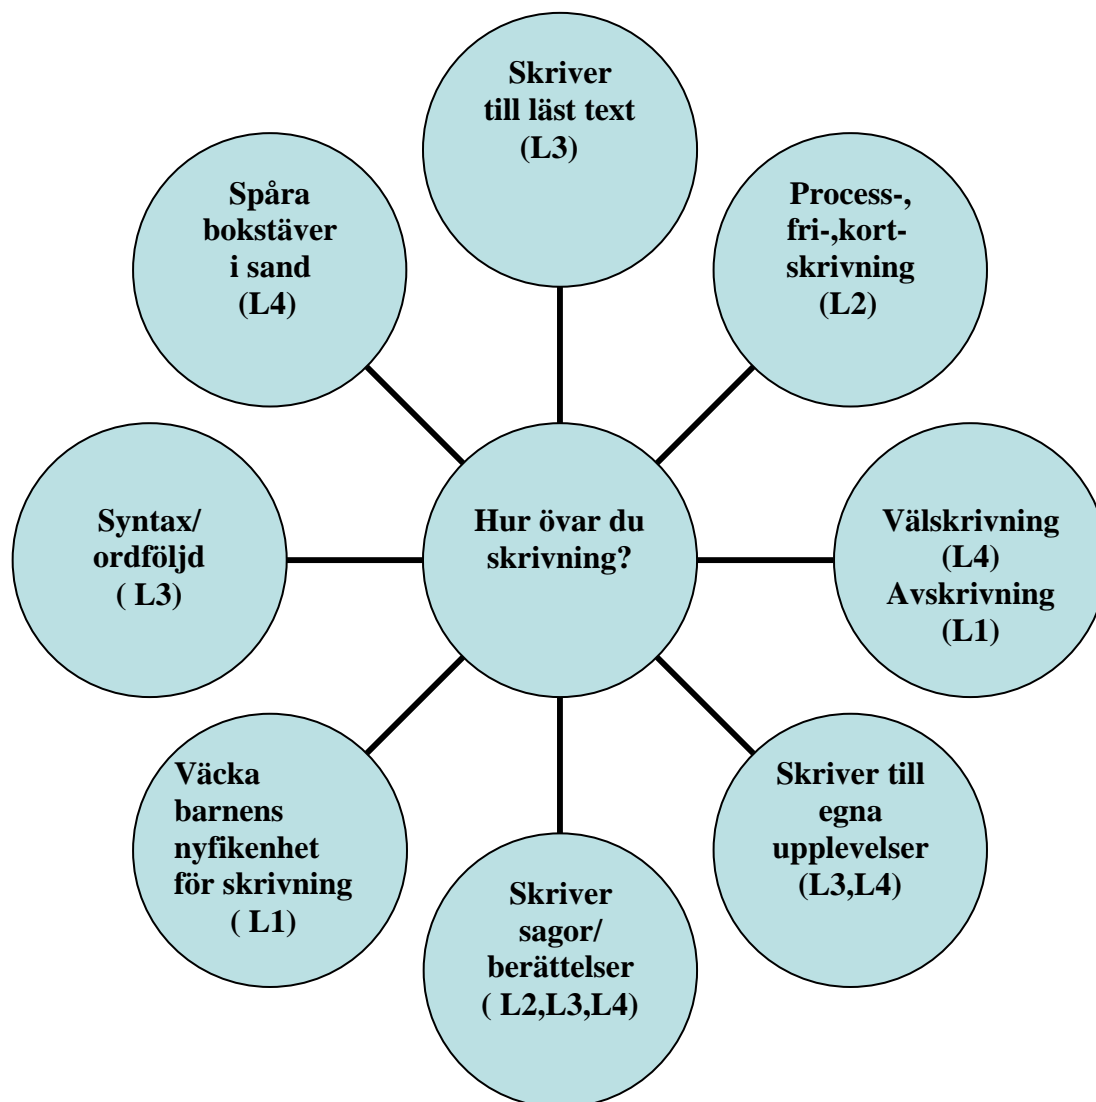 Skriver
till läst text
(L3)
Process-,
fri-,kort-
skrivning
(L2)
Välskrivning
(L4)
Avskrivning
(L1)
Skriver till
egna
upplevelser
(L3,L4)
Skriver
sagor/
berättelser
( L2,L3,L4)
Väcka
barnens
nyfikenhet
för skrivning
( L1)
Syntax/
ordföljd
( L3)
Spåra
bokstäver
i sand
(L4)
Hur övar du
skrivning?